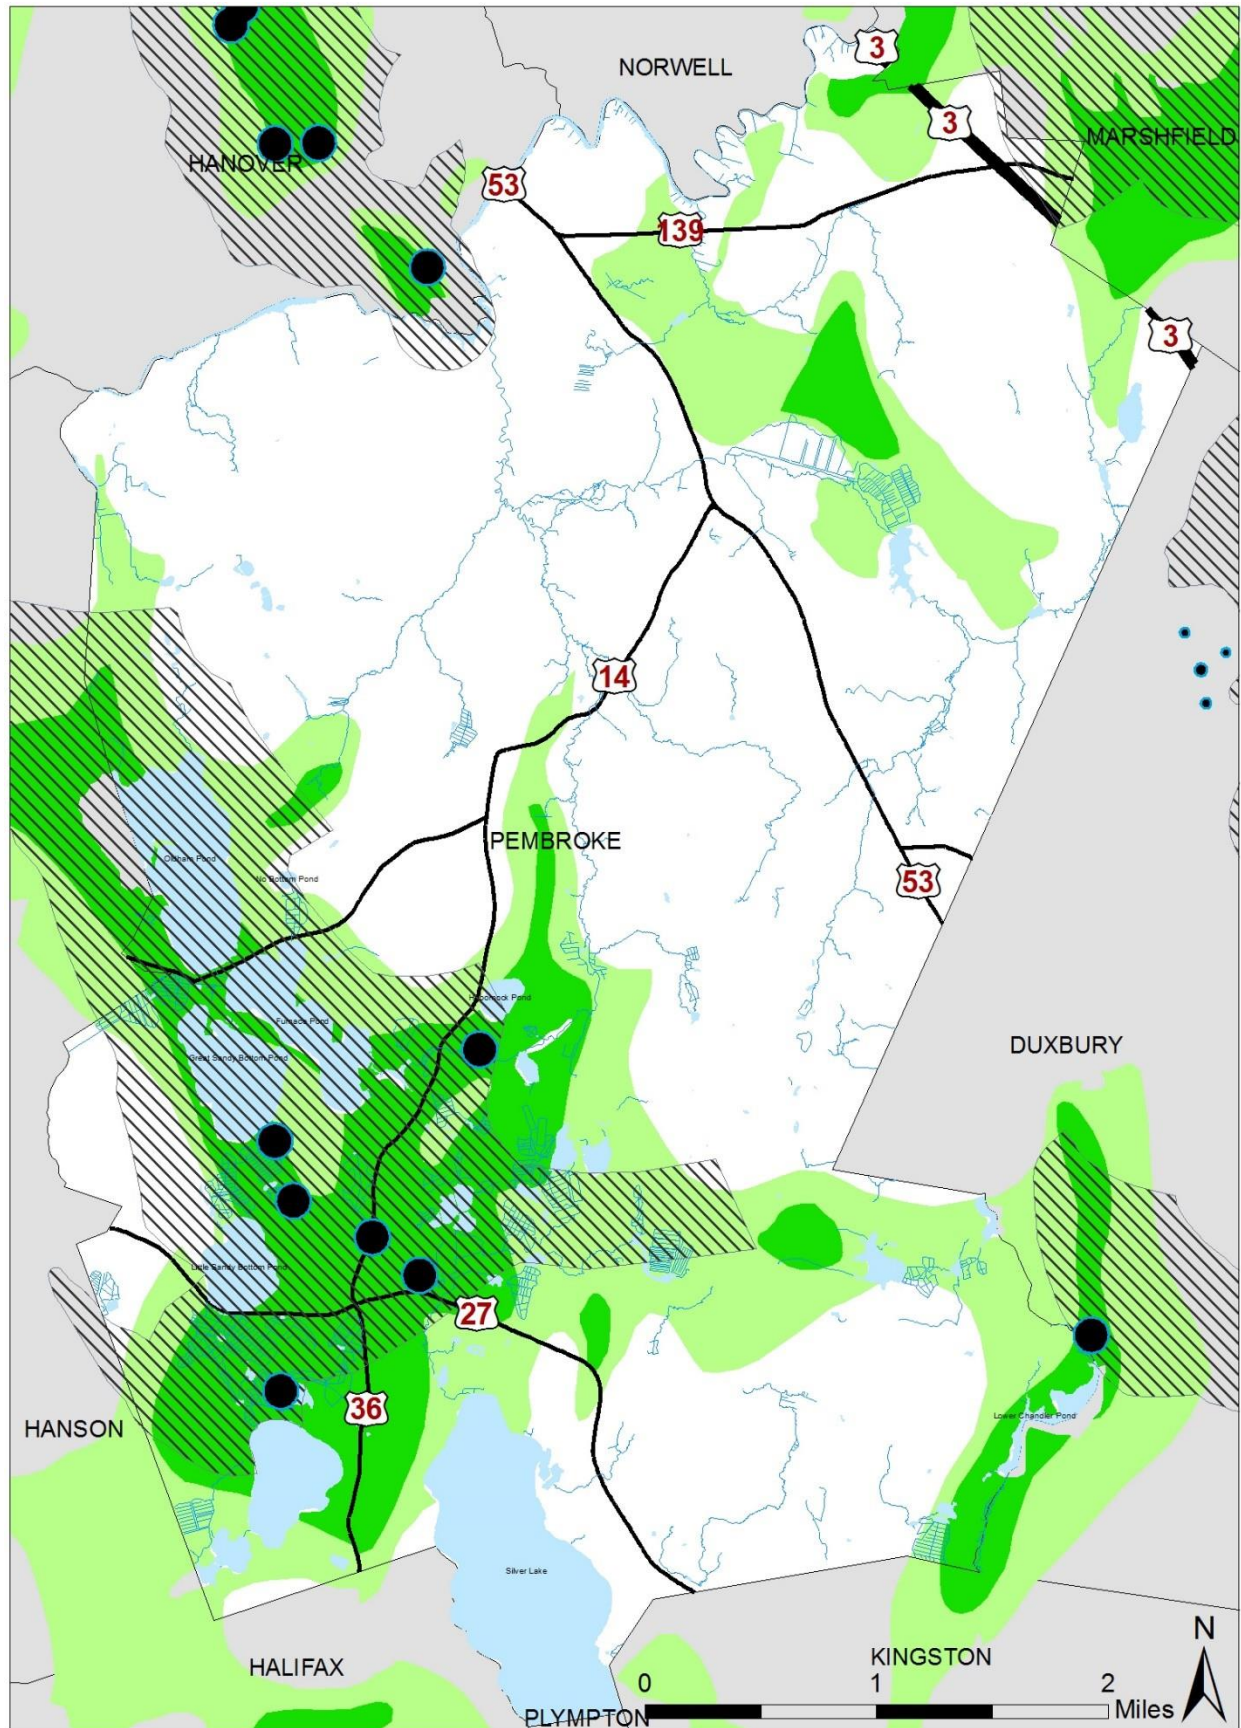 3
NORWELL
3
MARSHFIELD
HANOVER
53
139
3
14
PEMBROKE
Oldham Pond
No Bottom Pond
53
Hobomock Pond
Furnace Pond
DUXBURY
Great Sandy Bottom Pond
Little Sandy Bottom Pond
27
36
HANSON
Lower Chandler Pond
Silver Lake
N
KINGSTON
HALIFAX
0 1 2
Miles
PLYMPTON